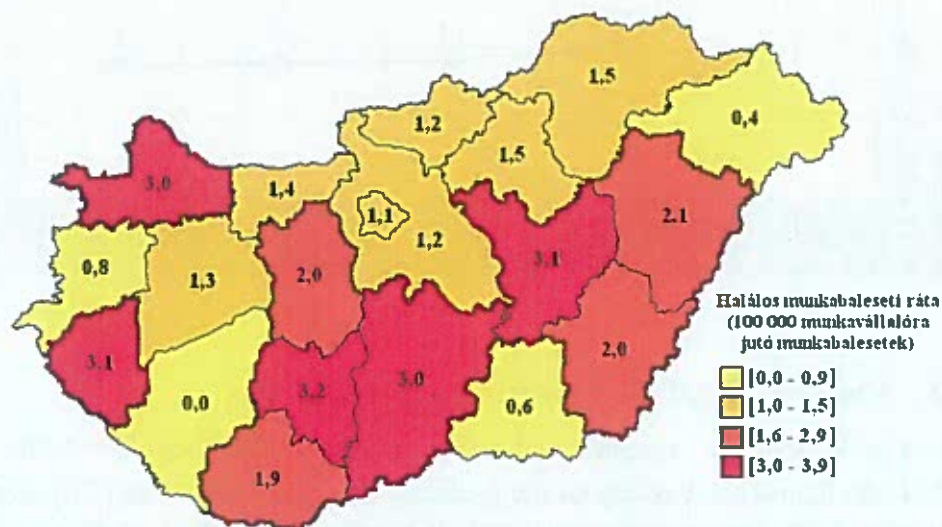 1,5
1,2
0,4
1,5
3,0
1,4
2.1
1,1
1,2
0,8
3,1
1,3
2,0
Halálos munkabaleseti ráta
(100 000 munkavállalóra
jutó munkabalesetek)
3,1
2,0
3,2
3,0
0,0
0,6
1,9
[0,0 - 0,9]
[1,0 - 1,5]
[1,6 - 2,9]
[3,0 - 3,9]